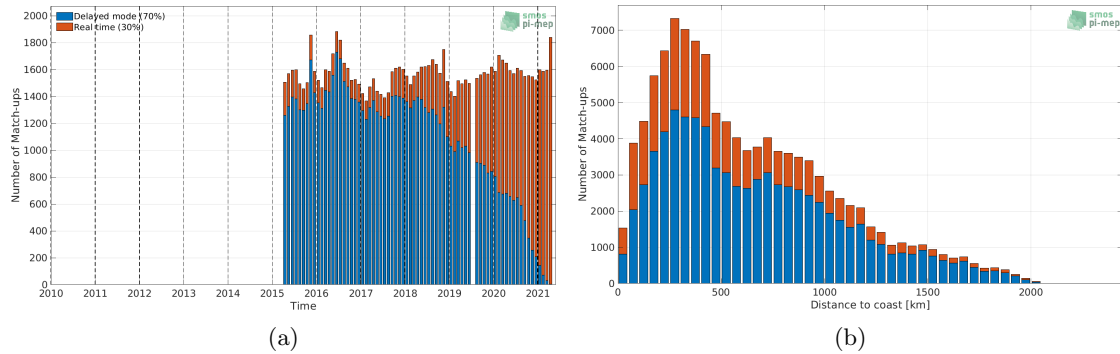 Delayed mode (70%)
Real time (30%)
smos
pi-mep
Number of Match-ups
2000
1800
1600
1400
1200
1000
800
600
400
200
0
2010 2011 2012 2013 2014 2015 2016 2017 2018 2019 2020 2021
Time
(a)
smos
pi-mep
Number of Match-ups
7000
6000
5000
4000
3000
2000
1000
0
0 500 1000 1500 2000
Distance to coast [km]
(b)